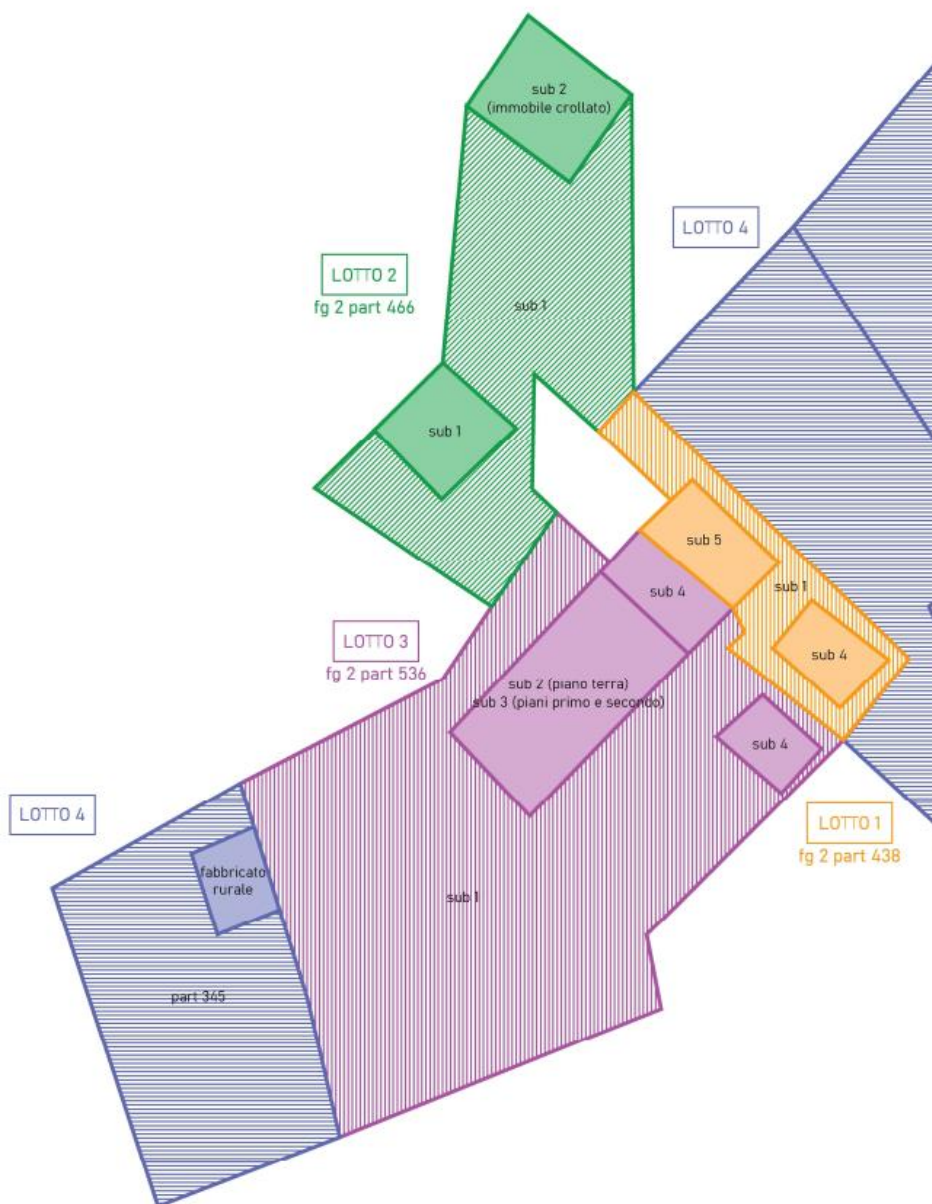 sub 2
(immobile crollato)
LOTTO 4
LOTTO 2
fg 2 part 466
sub 1
sub 1
sub 5
sub 1
sub 4
LOTTO 3
fg 2 part 536
sub 4
sub 2 (piano terra)
sub 3 (piani primo e secondo)
sub 4
LOTTO 4
LOTTO 1
fg 2 part 438
fabbricato
rurale
sub 1
part 345